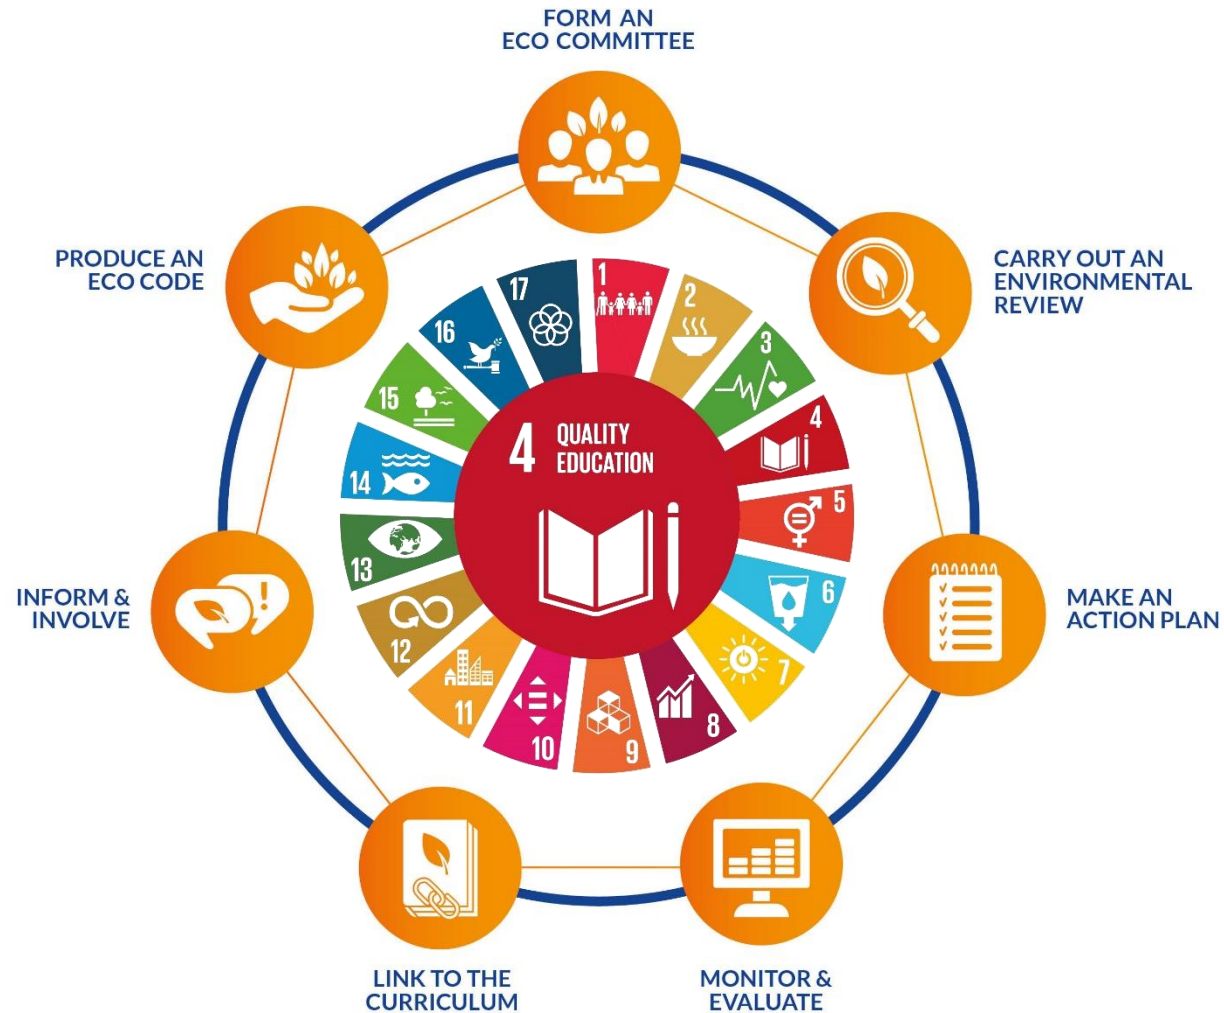 FORM AN
ECO COMMITTEE
CARRY OUT AN
ENVIRONMENTAL
REVIEW
MAKE AN
ACTION PLAN
MONITOR &
EVALUATE
LINK TO THE
CURRICULUM
INFORM &
INVOLVE
PRODUCE AN
ECO CODE
1
2
3
4
5
6
7
8
9
10
11
12
13
14
15
16
17
4 QUALITY
EDUCATION